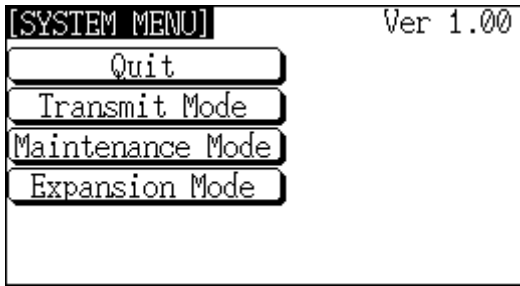 [SYSTEM MENU] Ver 1.00
Quit
Transmit Mode
Maintenance Mode
Expansion Mode